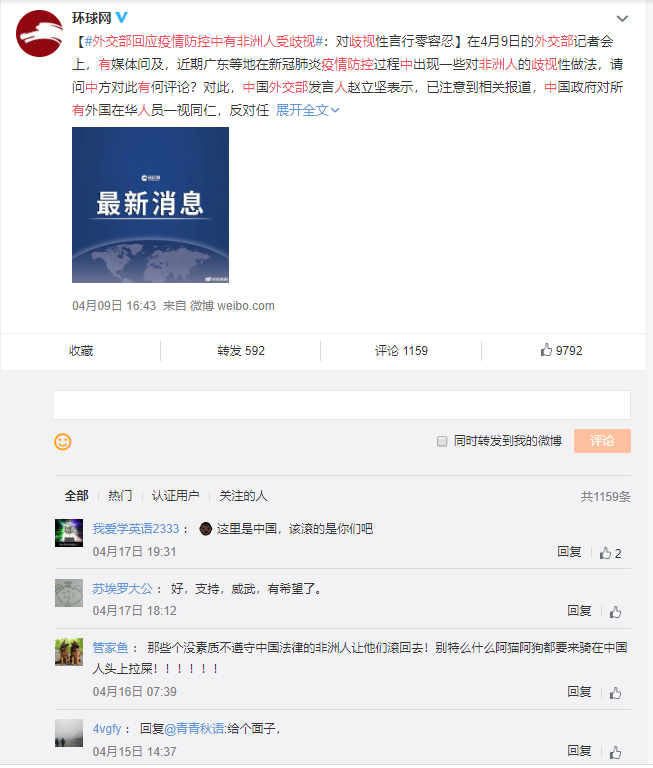 环球网
【#外交部回应疫情防控中有非洲人受歧视#：对歧视性言行零容忍】在4月9日的外交部记者会
上，有媒体问及，近期广东等地在新冠肺炎疫情防控过程中出现一些对非洲人的歧视性做法，请
问中方对此有何评论？对此，中国外交部发言人赵立坚表示，已注意到相关报道，中国政府对所
有外国在华人员一视同仁，反对任 展开全文
最新消息
04月09日 16:43 来自 微博 weibo.com
收藏 转发 592 评论 1159 9792
同时转发到我的微博 评论
全部 热门 认证用户 关注的人 共1159条
我爱学英语2333： 这里是中国，该滚的是你们吧
04月17日 19:31 回复 2
苏埃罗大公： 好，支持，威武，有希望了。
04月17日 18:12 回复
管家鱼： 那些个没素质不遵守中国法律的非洲人让他们滚回去！别特么什么阿猫阿狗都要来骑在中国
人头上拉屎！！！！！！
04月16日 07:39 回复
4vgfy： 回复@青青秋语:给个面子，
04月15日 14:37 回复